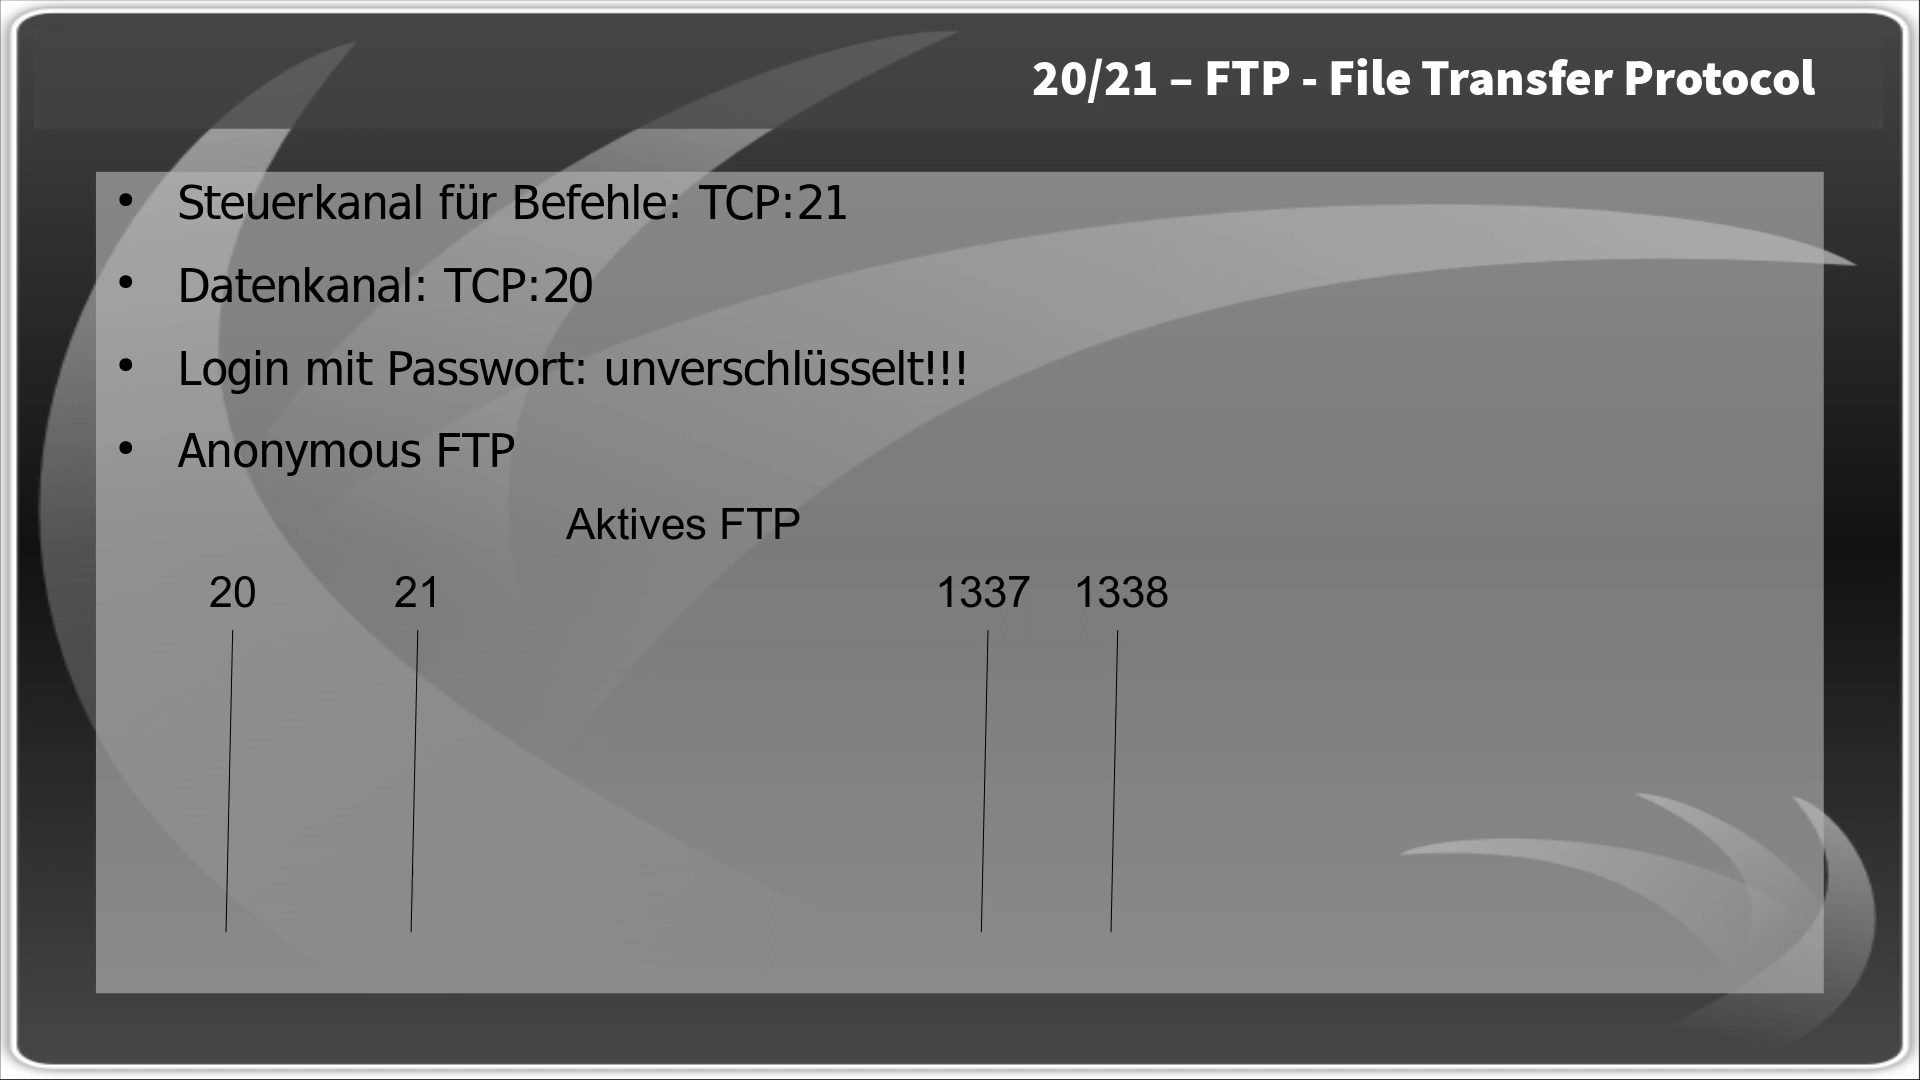 20/21 – FTP - File Transfer Protocol
• Steuerkanal für Befehle: TCP:21
• Datenkanal: TCP:20
• Login mit Passwort: unverschlüsselt!!!
• Anonymous FTP
Aktives FTP
20 21 1337 1338